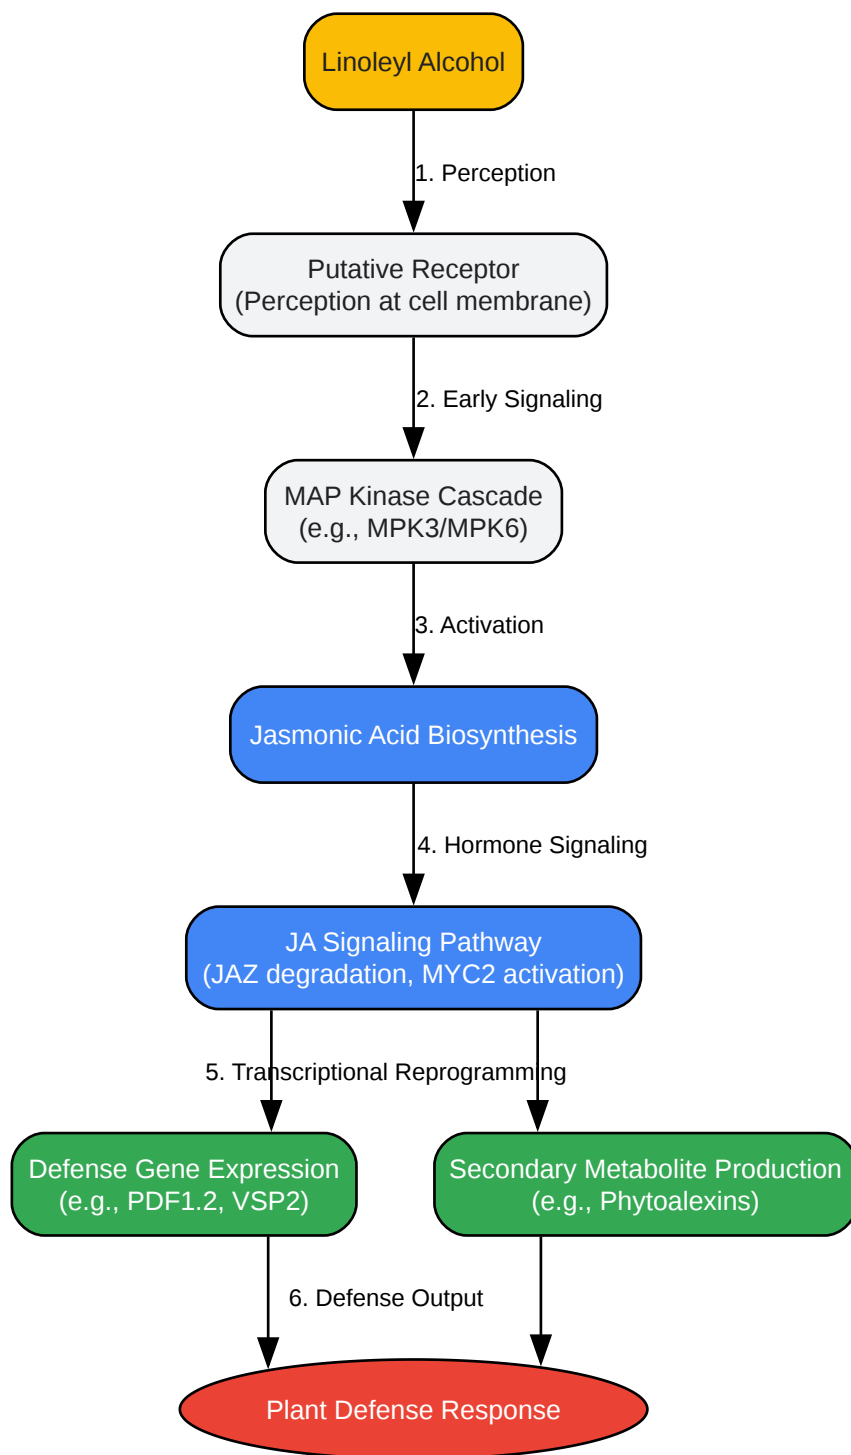 Linoleyl Alcohol
1. Perception
Putative Receptor
(Perception at cell membrane)
2. Early Signaling
MAP Kinase Cascade
(e.g., MPK3/MPK6)
3. Activation
Jasmonic Acid Biosynthesis
4. Hormone Signaling
JA Signaling Pathway
(JAZ degradation, MYC2 activation)
5. Transcriptional Reprogramming
Defense Gene Expression
(e.g., PDF1.2, VSP2)
Secondary Metabolite Production
(e.g., Phytoalexins)
6. Defense Output
Plant Defense Response